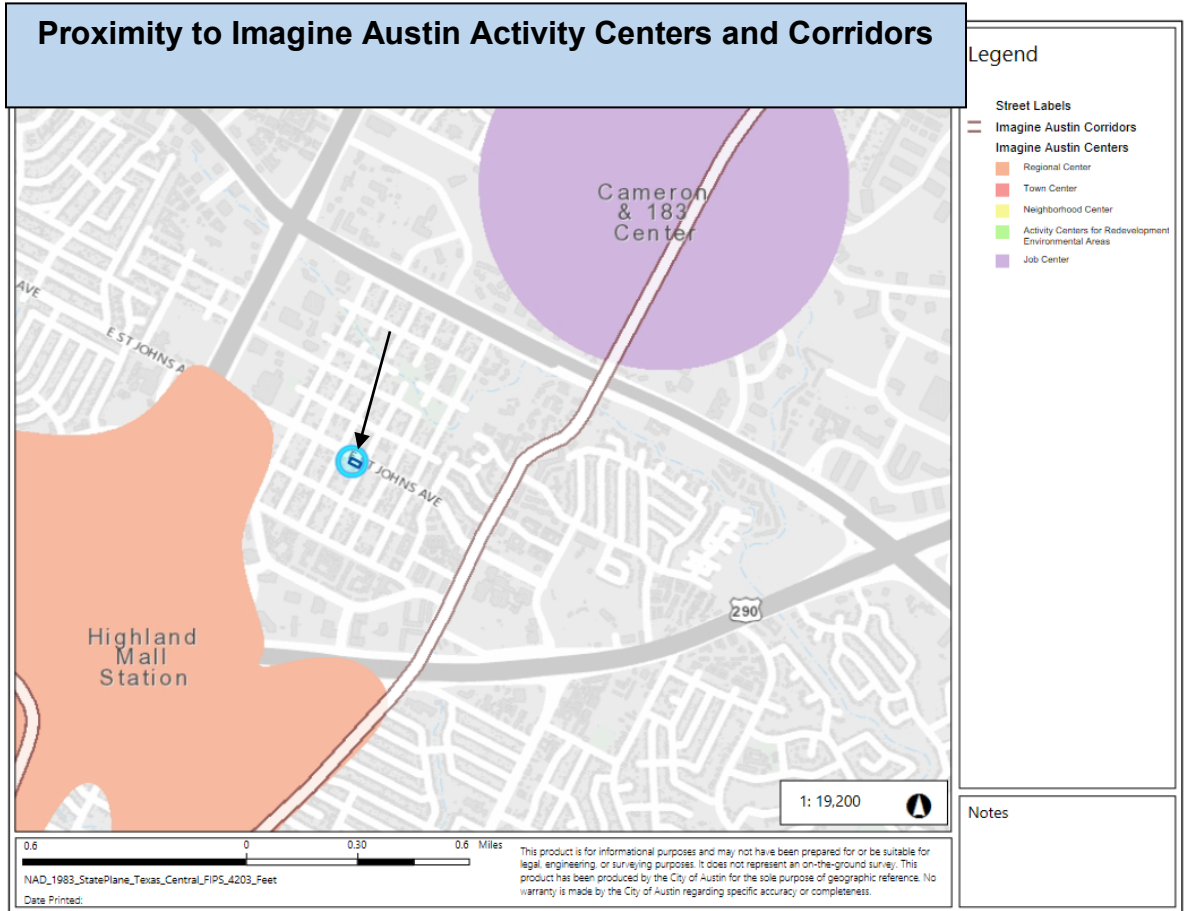 Proximity to Imagine Austin Activity Centers and Corridors
Legend
Street Labels
Imagine Austin Corridors
Imagine Austin Centers
Regional Center
Town Center
Neighborhood Center
Activity Centers for Redevelopment
Environmental Areas
Job Center
Cameron
& 183
Center
AVE
E ST JOHNS A
ST JOHNS AVE
290
Highland
Mall
Station
1: 19,200
Notes
0.6 0 0.30 0.6 Miles
NAD_1983_StatePlane_Texas_Central_FIPS_4203_Feet
Date Printed:
This product is for informational purposes and may not have been prepared for or be suitable for
legal, engineering, or surveying purposes. It does not represent an on-the-ground survey. This
product has been produced by the City of Austin for the sole purpose of geographic reference. No
warranty is made by the City of Austin regarding specific accuracy or completeness.